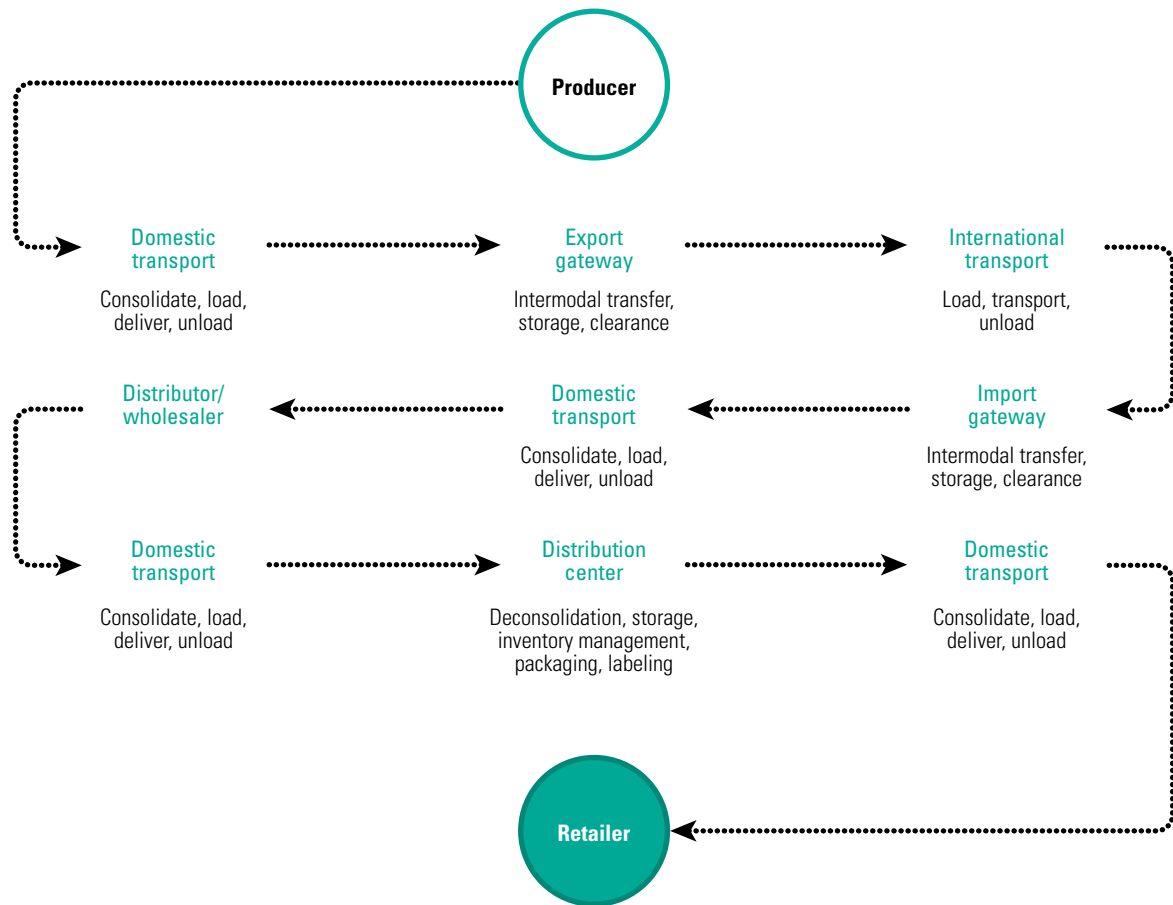 Producer
Domestic
transport
Consolidate, load,
deliver, unload
Export
gateway
Intermodal transfer,
storage, clearance
International
transport
Load, transport,
unload
Import
gateway
Intermodal transfer,
storage, clearance
Domestic
transport
Consolidate, load,
deliver, unload
Distributor/
wholesaler
Domestic
transport
Consolidate, load,
deliver, unload
Distribution
center
Deconsolidation, storage,
inventory management,
packaging, labeling
Domestic
transport
Consolidate, load,
deliver, unload
Retailer